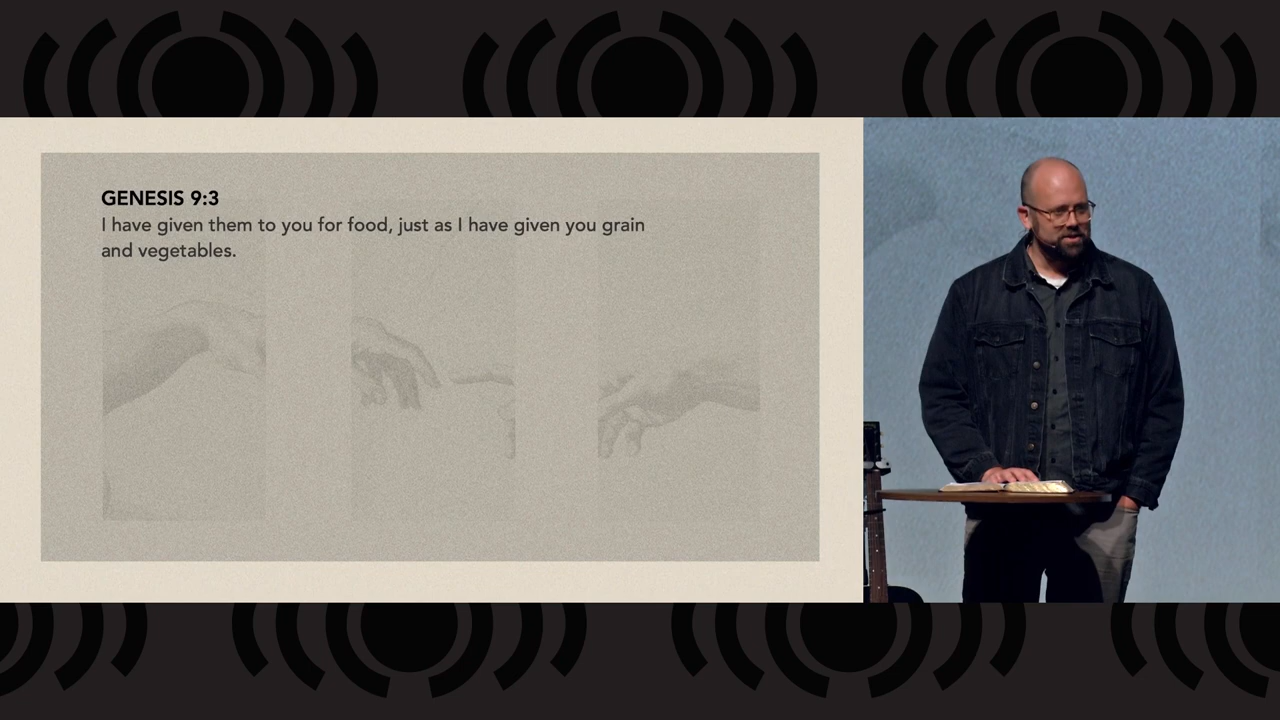 GENESIS 9:3
I have given them to you for food, just as I have given you grain
and vegetables.